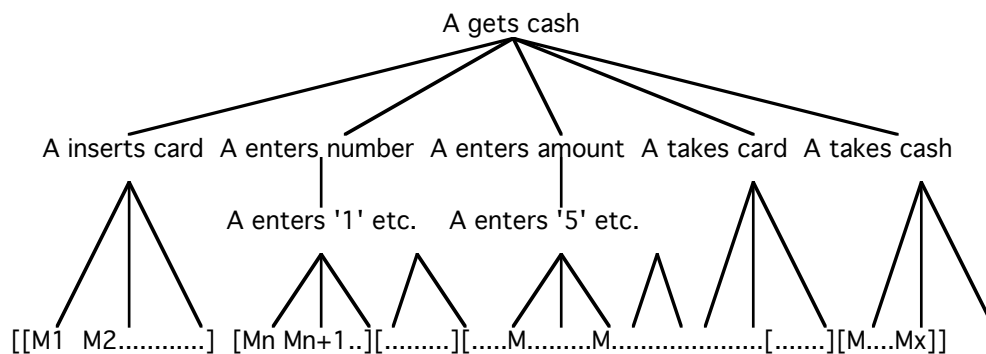 A gets cash
A inserts card A enters number A enters amount A takes card A takes cash
A enters '1' etc. A enters '5' etc.
[[M1 M2............] [Mn Mn+1..][.........][.....M........M.....................[.......][M....Mx]]